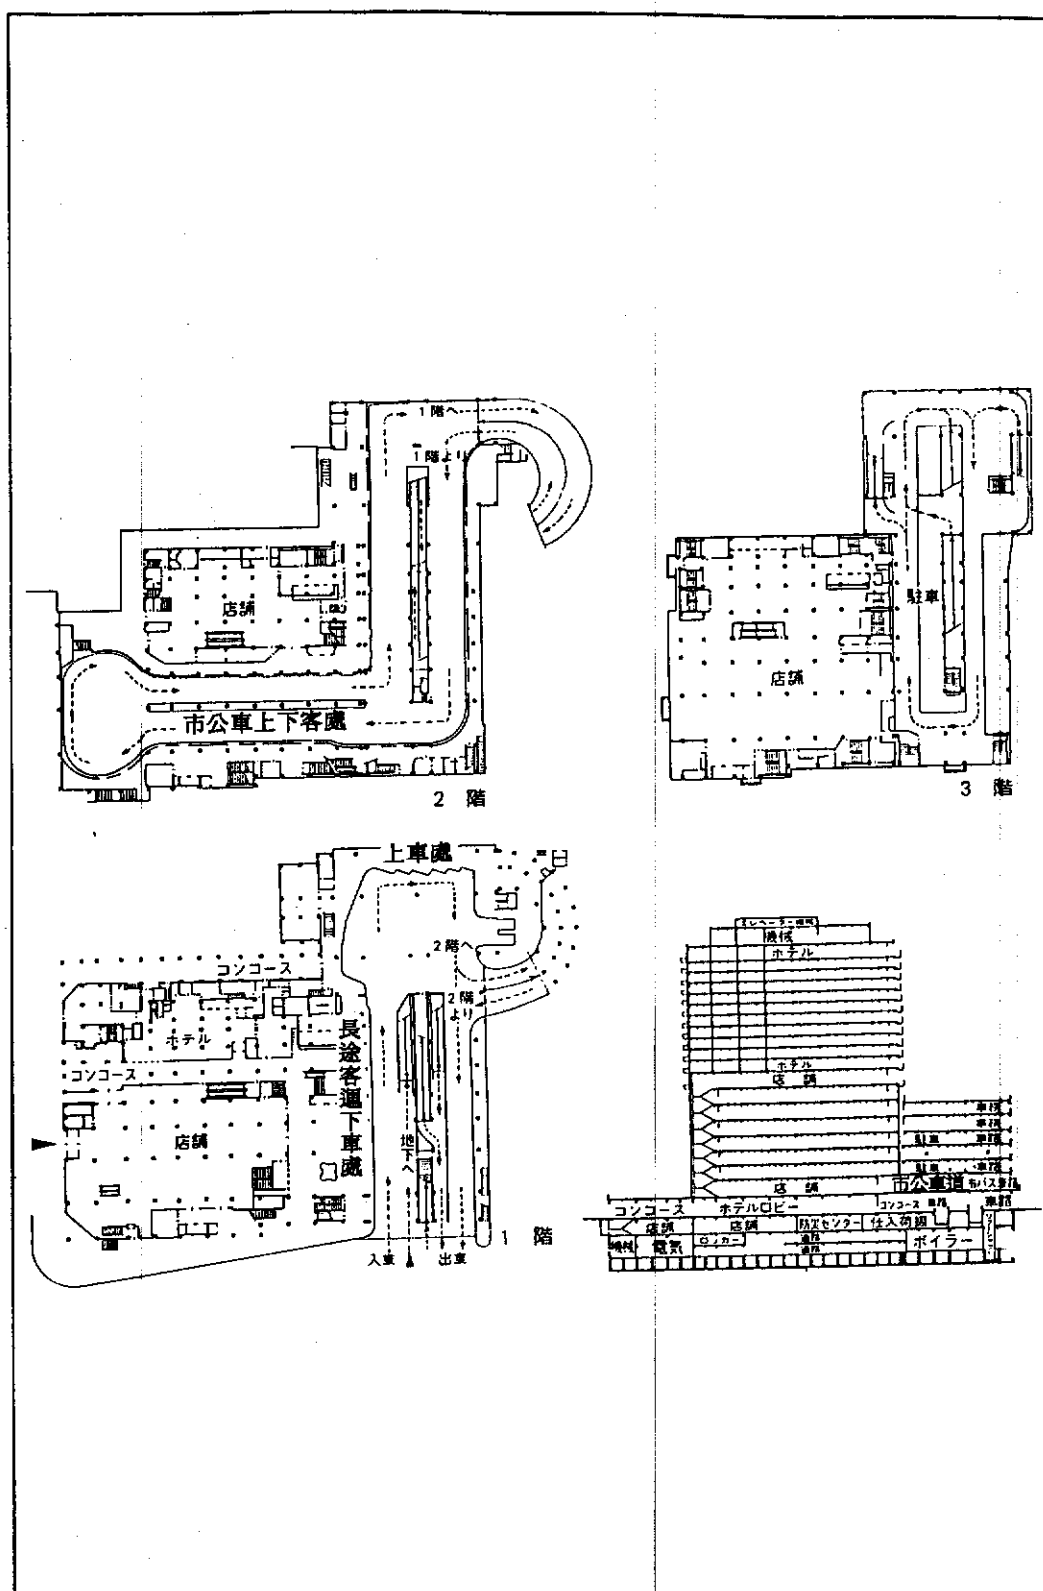 1階へ
1階より
店舗
市公車上下客處
2 階
駐車
店舗
3 階
上車處
2階へ
コンコース
2階
より
ホテル
長途客運下車處
コンコース
店舗
地下へ
入車
出車
1 階
機械
ホテル
ホテル
店舗
車路
駐車
車路
駐車
車路
店舗
市公車道
コンコース
ホテルロビー
コンコース
車路
車路
店舗
店舗
防災センター
仕入荷卸
機械
電気
ロッカー
ボイラー